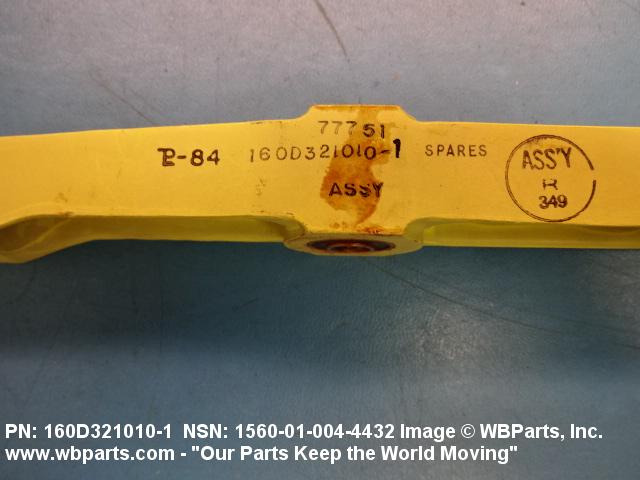 77751
P-84 160D321010-1 SPARES
ASSY
ASS'Y
R
349
PN: 160D321010-1 NSN: 1560-01-004-4432 Image © WBParts, Inc.
www.wbparts.com - "Our Parts Keep the World Moving"